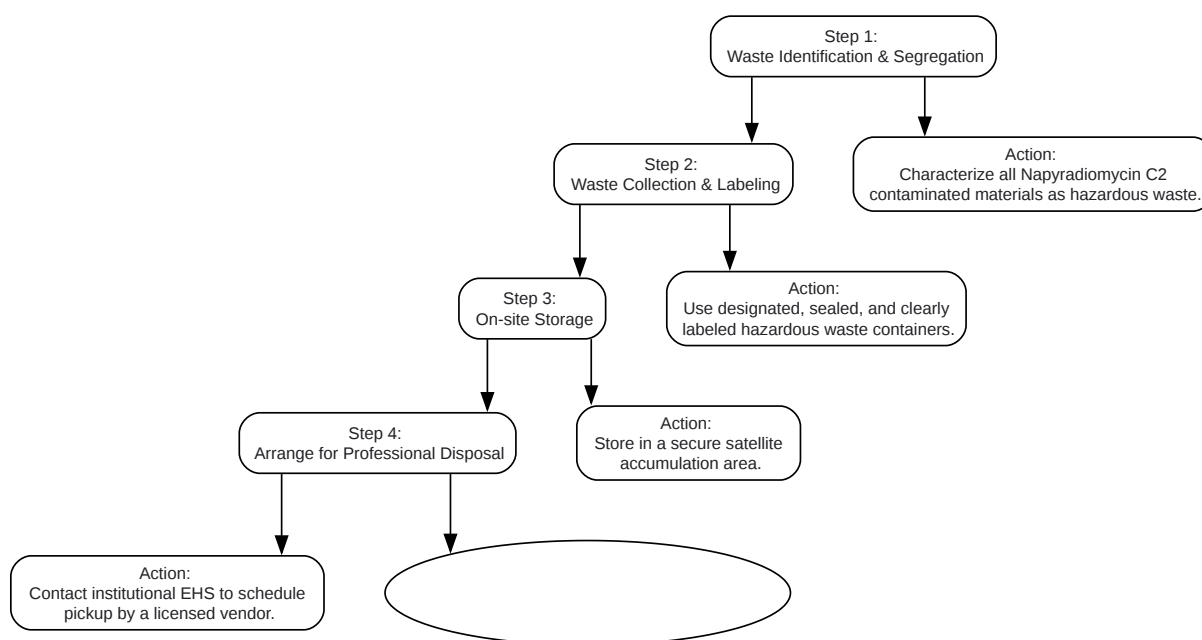 Step 1:
Waste Identification & Segregation
Action:
Characterize all Napyradiomycin C2
contaminated materials as hazardous waste.
Step 2:
Waste Collection & Labeling
Action:
Use designated, sealed, and clearly
labeled hazardous waste containers.
Step 3:
On-site Storage
Action:
Store in a secure satellite
accumulation area.
Step 4:
Arrange for Professional Disposal
Action:
Contact institutional EHS to schedule
pickup by a licensed vendor.